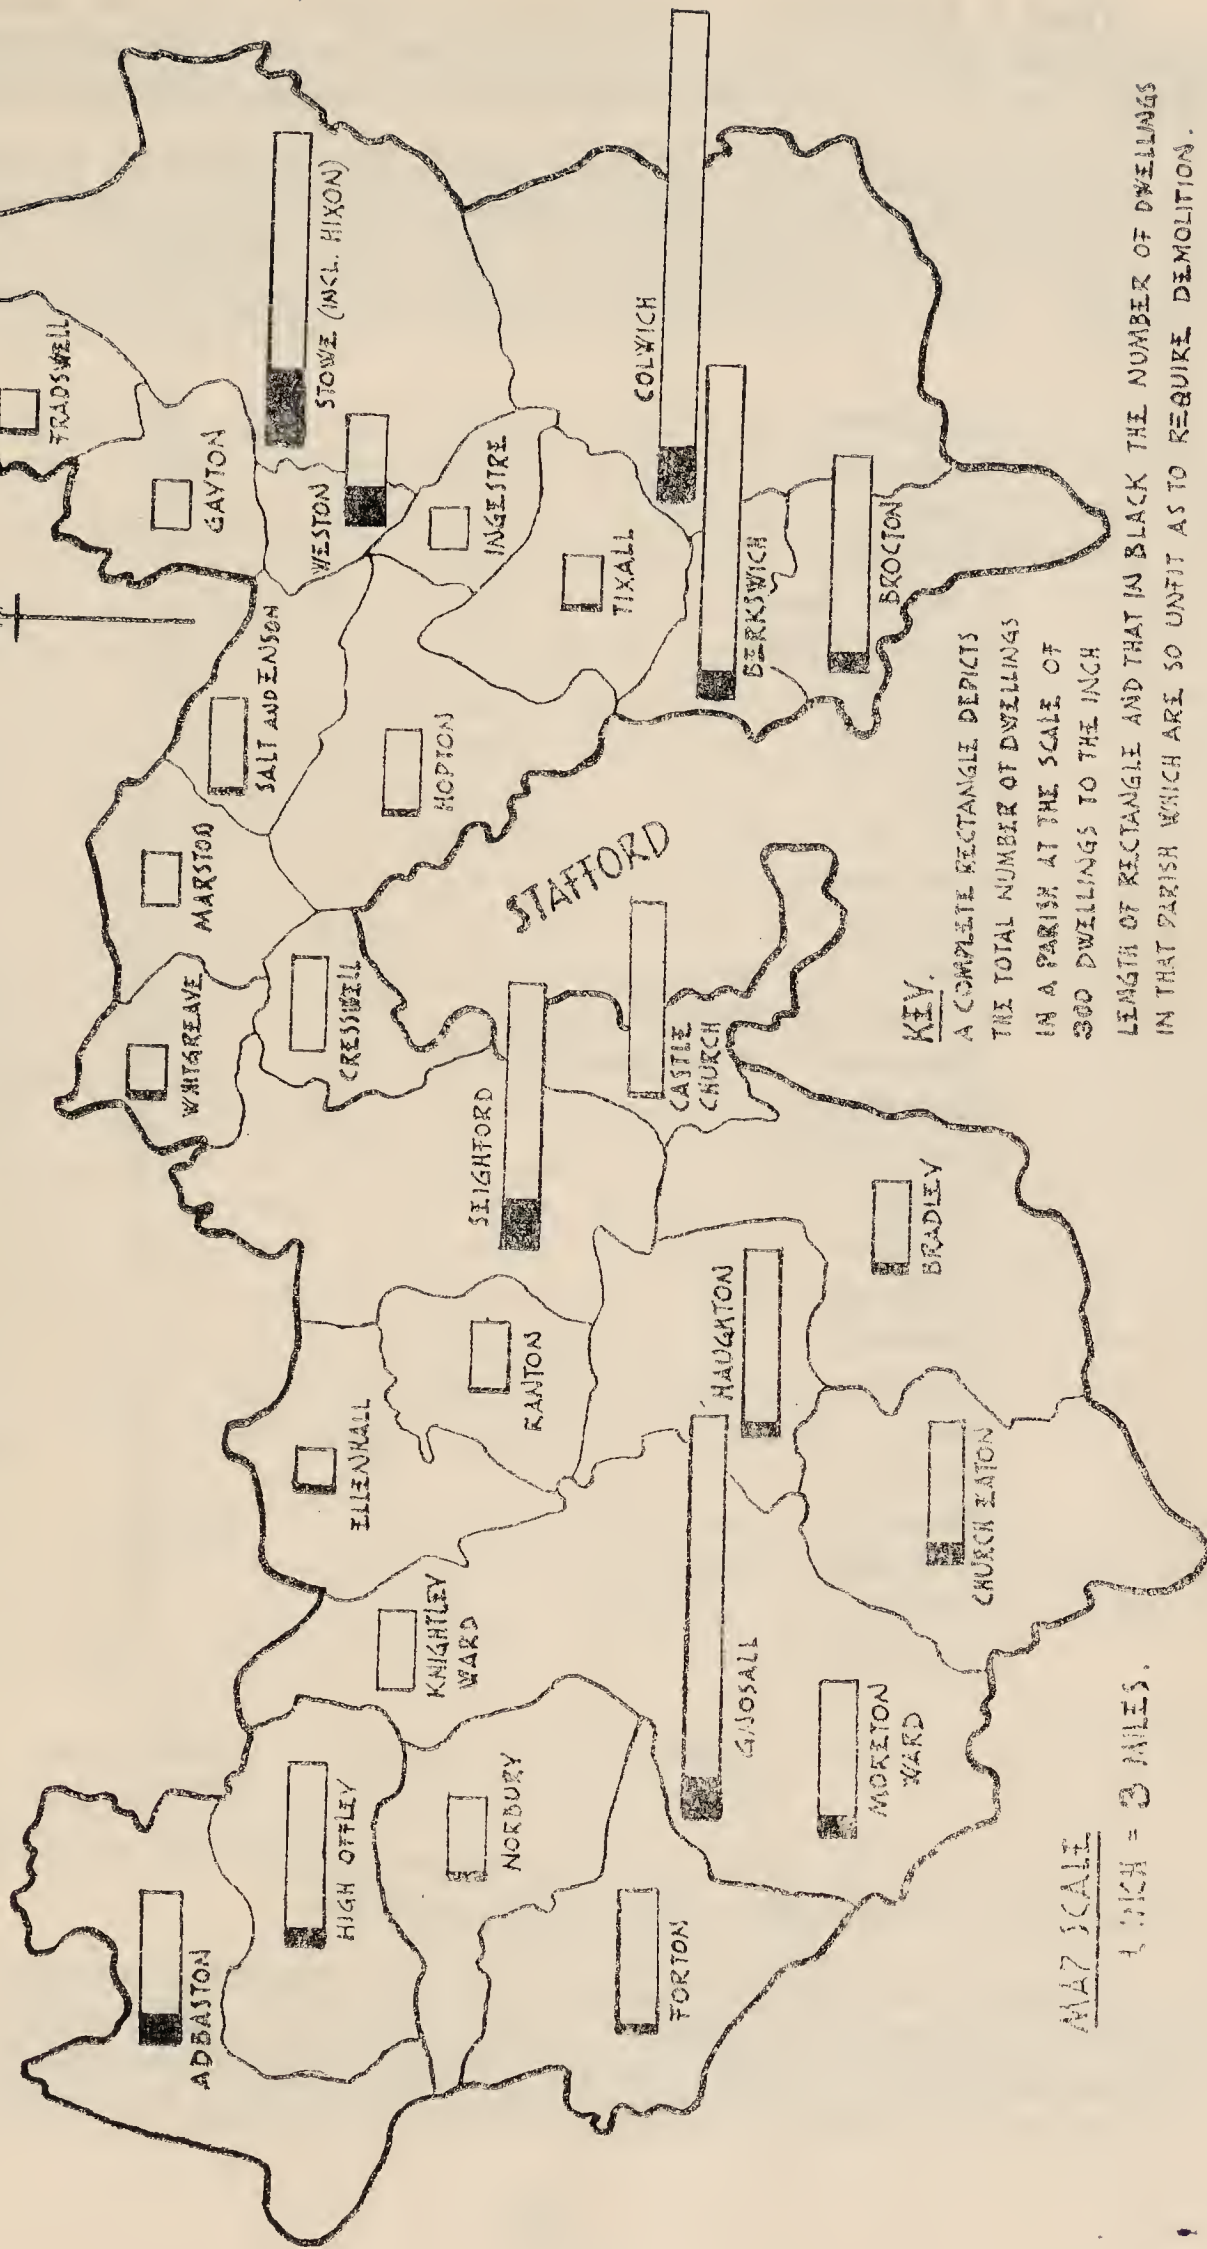 ADBASTON
HIGH OFFLEY
NORBURY
FORTON
KNIGHTLEY
WARD
GNOSALL
MORETON
WARD
ELLENHALL
RANTON
HAUGHTON
CHURCH EATON
BRADLEY
SEIGHFORD
CASTLE
CHURCH
WHITGREAVE
CRESSWELL
MARSTON
STAFFORD
SALT AND ENSON
HOPTON
WESTON
GAYTON
FRADSWELL
STOWE (INCL. HIXON)
INGESTRE
TIXALL
COLWICH
BERKSWICH
BROCTON
KEY.
A COMPLETE RECTANGLE DEPICTS
THE TOTAL NUMBER OF DWELLINGS
IN A PARISH AT THE SCALE OF
300 DWELLINGS TO THE INCH
LENGTH OF RECTANGLE AND THAT IN BLACK THE NUMBER OF DWELLINGS
IN THAT PARISH WHICH ARE SO UNFIT AS TO REQUIRE DEMOLITION.
MAP SCALE
1 INCH = 3 MILES.